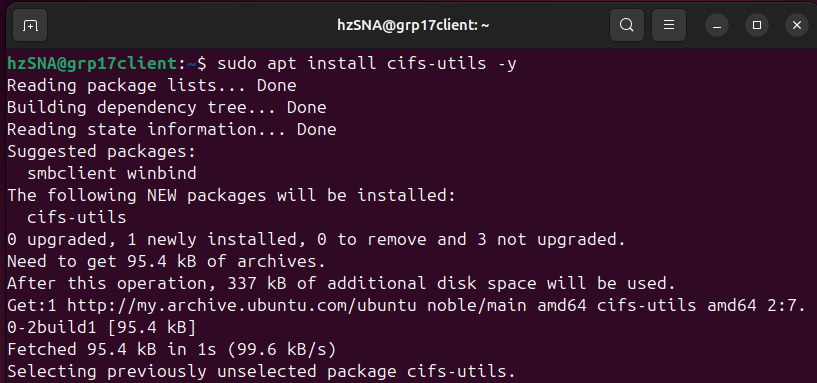 hzSNA@grp17client: ~
hzSNA@grp17client:~$ sudo apt install cifs-utils -y
Reading package lists... Done
Building dependency tree... Done
Reading state information... Done
Suggested packages:
  smbclient winbind
The following NEW packages will be installed:
  cifs-utils
0 upgraded, 1 newly installed, 0 to remove and 3 not upgraded.
Need to get 95.4 kB of archives.
After this operation, 337 kB of additional disk space will be used.
Get:1 http://my.archive.ubuntu.com/ubuntu noble/main amd64 cifs-utils amd64 2:7.
0-2build1 [95.4 kB]
Fetched 95.4 kB in 1s (99.6 kB/s)
Selecting previously unselected package cifs-utils.